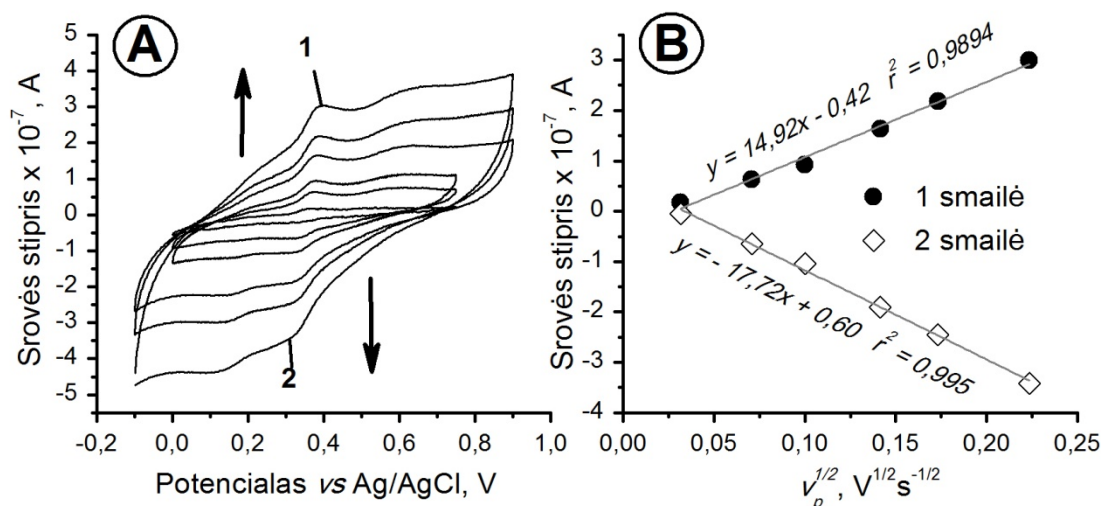 A
1
2
Srovės stipris x 10⁻⁷, A
5
4
3
2
1
0
-1
-2
-3
-4
-5
-0,2 0,0 0,2 0,4 0,6 0,8 1,0
Potencialas vs Ag/AgCl, V
B
y = 14,92x - 0,42 r² = 0,9894
1 smailė
2 smailė
y = - 17,72x + 0,60 r² = 0,995
Srovės stipris x 10⁻⁷, A
3
2
1
0
-1
-2
-3
-4
0,00 0,05 0,10 0,15 0,20 0,25
νₚ^{1/2}, V^{1/2}s^{-1/2}